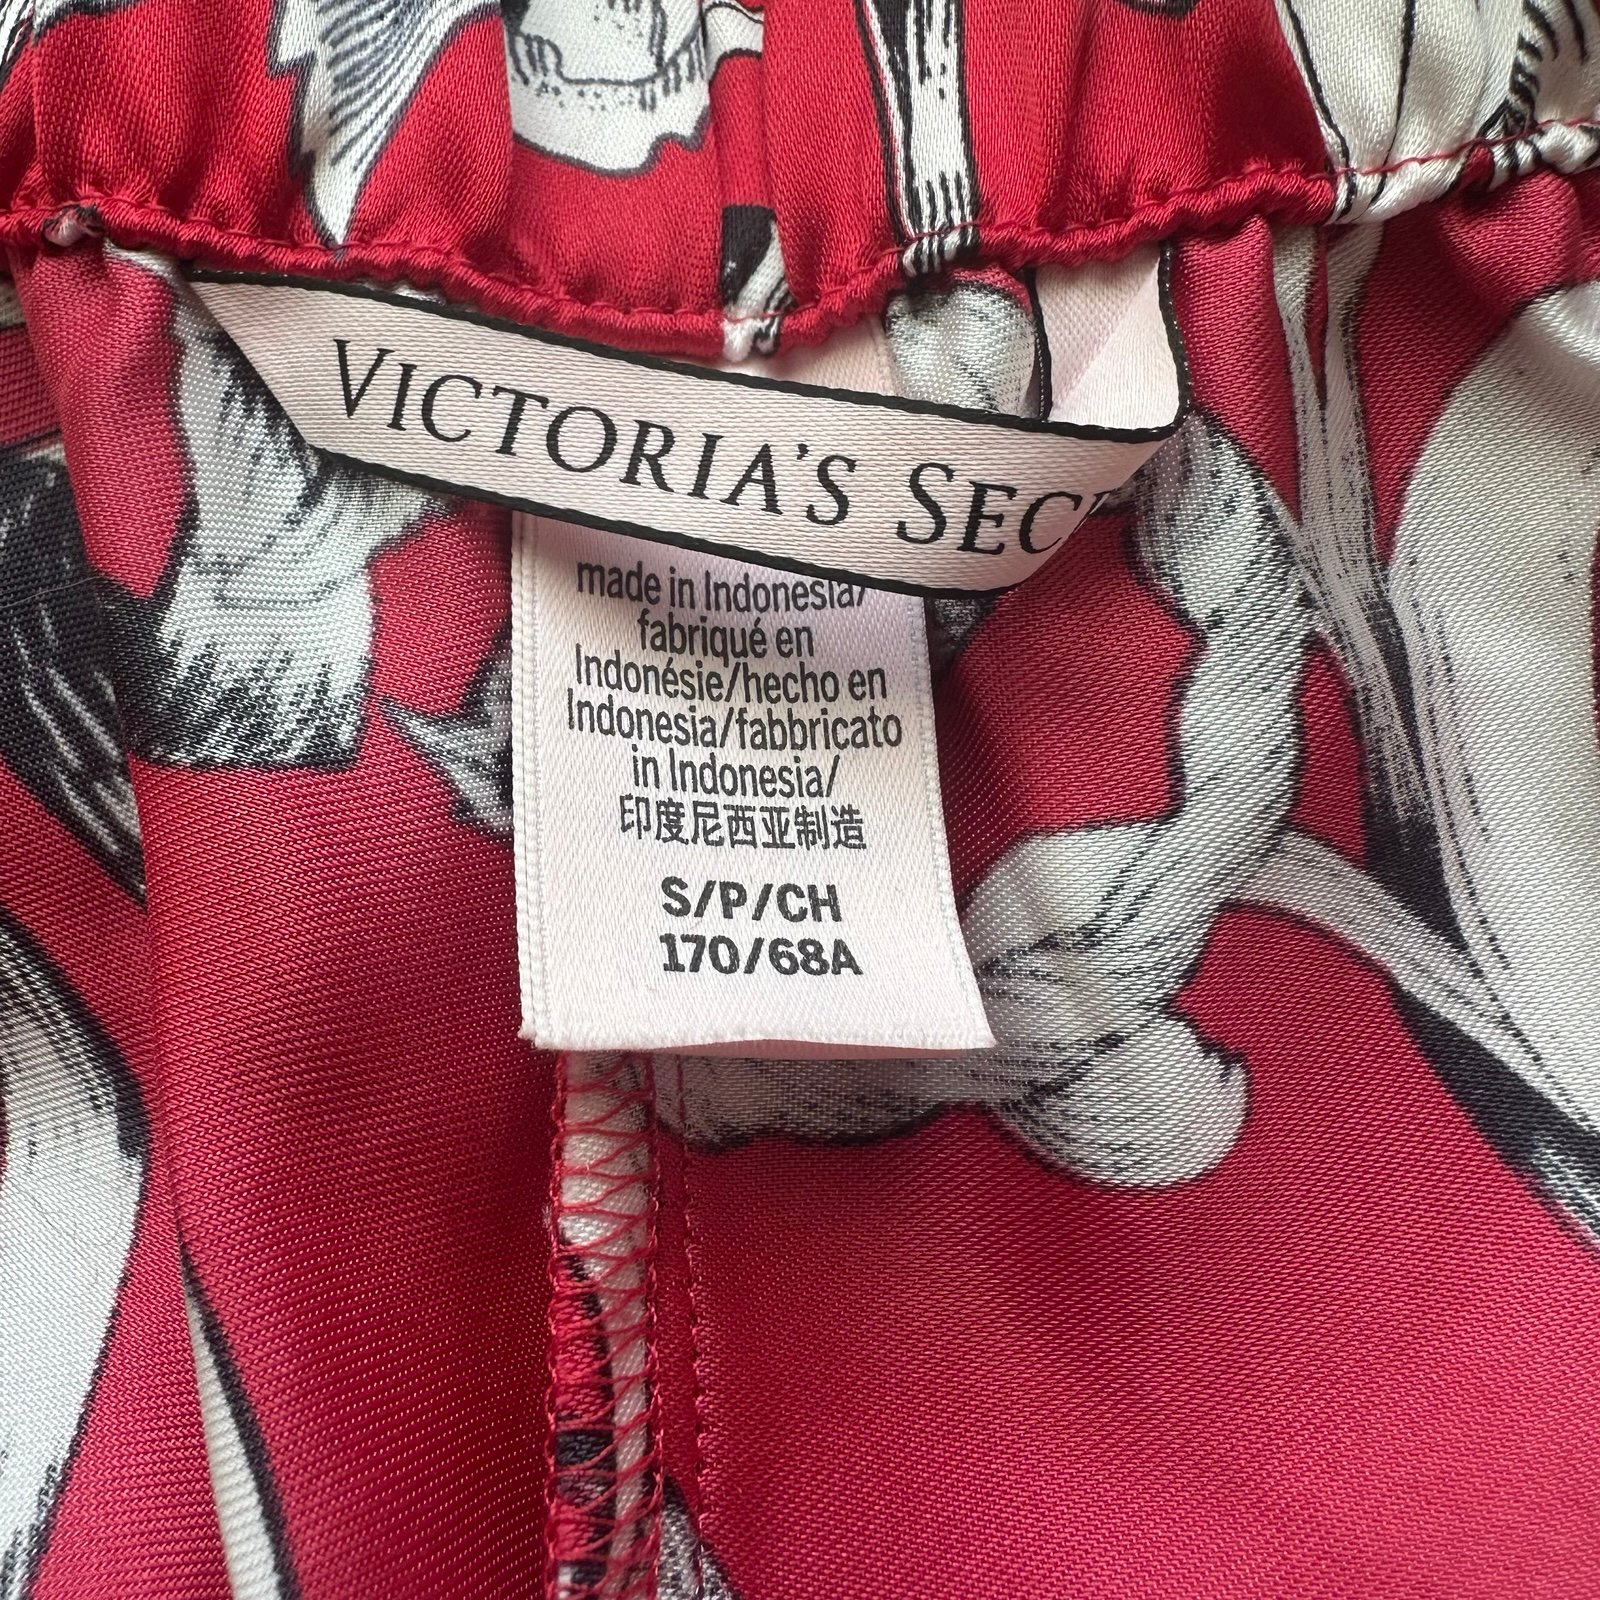 VICTORIA'S SEC
made in Indonesia/
fabriqué en
Indonésie/hecho en
Indonesia/fabbricato
in Indonesia/
印度尼西亚制造
S/P/CH
170/68A